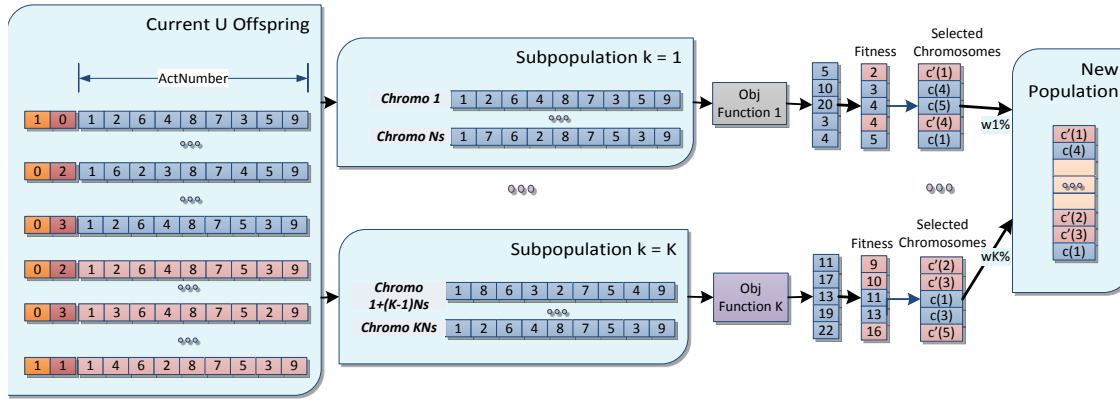 Current U Offspring
ActNumber
1 0 1 2 6 4 8 7 3 5 9
0 2 1 6 2 3 8 7 4 5 9
0 3 1 2 6 4 8 7 5 3 9
0 2 1 2 6 4 8 7 5 3 9
0 3 1 3 6 4 8 7 5 2 9
1 1 1 4 6 2 8 7 5 3 9
Subpopulation k = 1
Chromo 1 1 2 6 4 8 7 3 5 9
Chromo Ns 1 7 6 2 8 7 5 3 9
Subpopulation k = K
Chromo
1+(K-1)Ns
1 8 6 3 2 7 5 4 9
Chromo KNs 1 2 6 4 8 7 5 3 9
Obj
Function 1
Obj
Function K
5
10
20
3
4
Fitness
2
3
4
4
5
Selected
Chromosomes
c'(1)
c(4)
c(5)
c'(4)
c(1)
w1%
11
17
13
19
22
Fitness
9
10
11
13
16
Selected
Chromosomes
c'(2)
c'(3)
c(1)
c(3)
c'(5)
wK%
New
Population
c'(1)
c(4)
c'(2)
c'(3)
c(1)